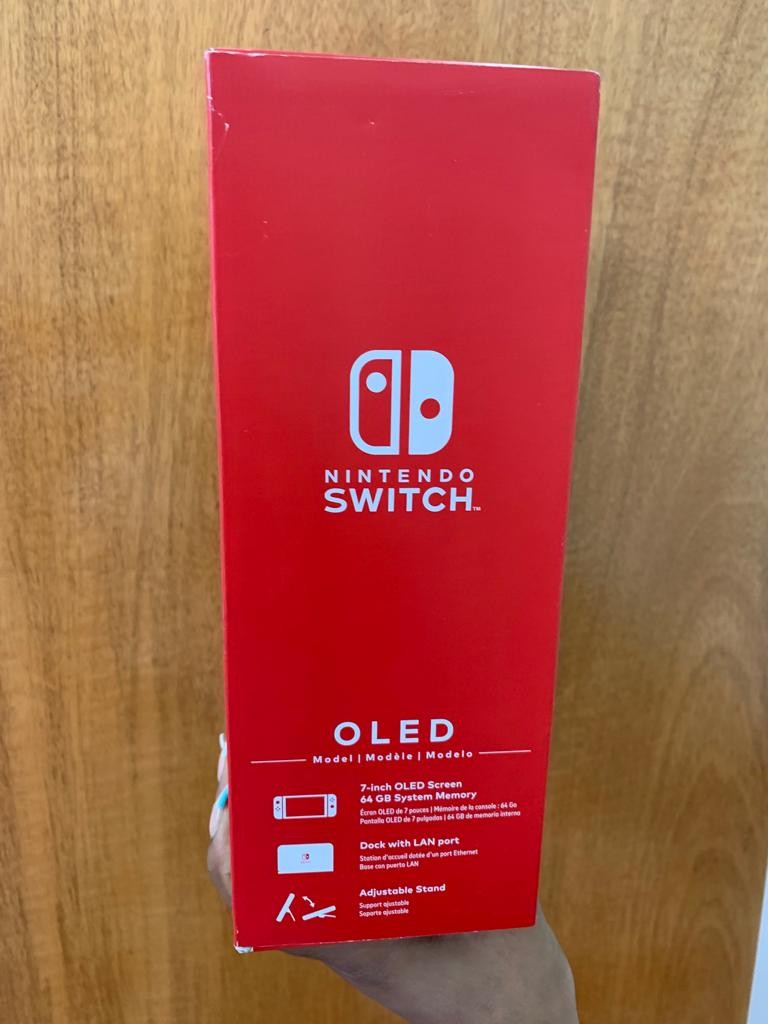 NINTENDO
SWITCH™
OLED
Model | Modèle | Modelo
7-inch OLED Screen
64 GB System Memory
Écran OLED de 7 pouces | Mémoire de la console : 64 Go
Pantalla OLED de 7 pulgadas | 64 GB de memoria interna
Dock with LAN port
Station d'accueil dotée d'un port Ethernet
Base con puerto LAN
SWITCH
Adjustable Stand
Support ajustable
Soporte ajustable